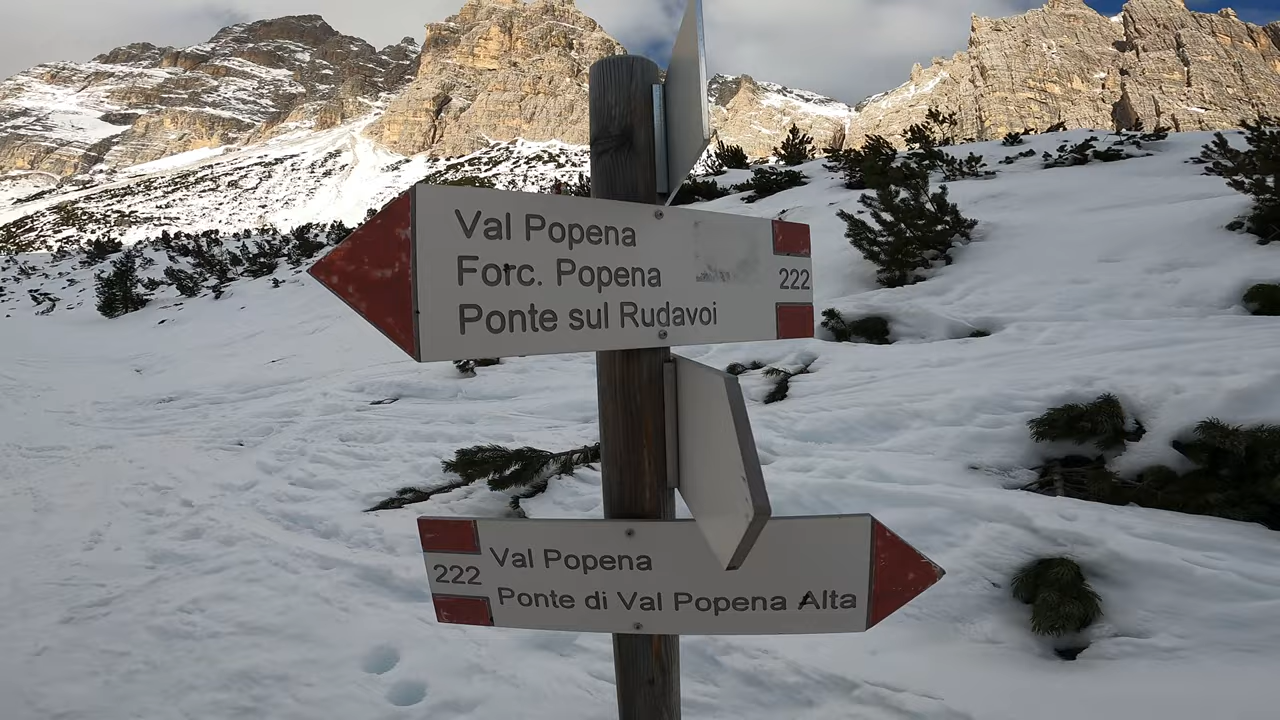 Val Popena
Forc. Popena
222
Ponte sul Rudavoi
Val Popena
222
Ponte di Val Popena Alta